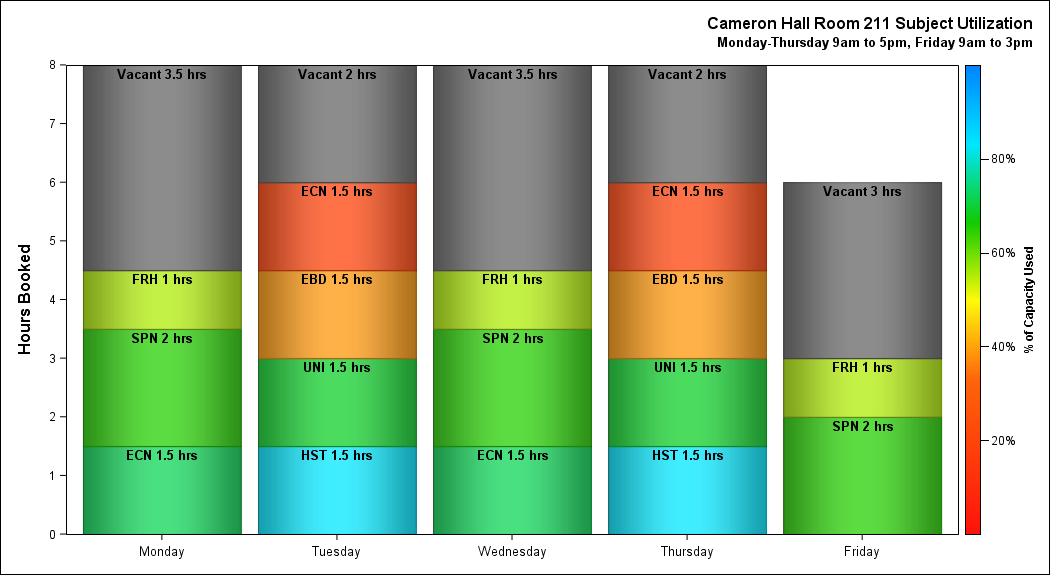 Cameron Hall Room 211 Subject Utilization
Monday-Thursday 9am to 5pm, Friday 9am to 3pm
Hours Booked
8
7
6
5
4
3
2
1
0
Vacant 3.5 hrs
FRH 1 hrs
SPN 2 hrs
ECN 1.5 hrs
Vacant 2 hrs
ECN 1.5 hrs
EBD 1.5 hrs
UNI 1.5 hrs
HST 1.5 hrs
Vacant 3.5 hrs
FRH 1 hrs
SPN 2 hrs
ECN 1.5 hrs
Vacant 2 hrs
ECN 1.5 hrs
EBD 1.5 hrs
UNI 1.5 hrs
HST 1.5 hrs
Vacant 3 hrs
FRH 1 hrs
SPN 2 hrs
Monday
Tuesday
Wednesday
Thursday
Friday
80%
60%
40%
20%
% of Capacity Used